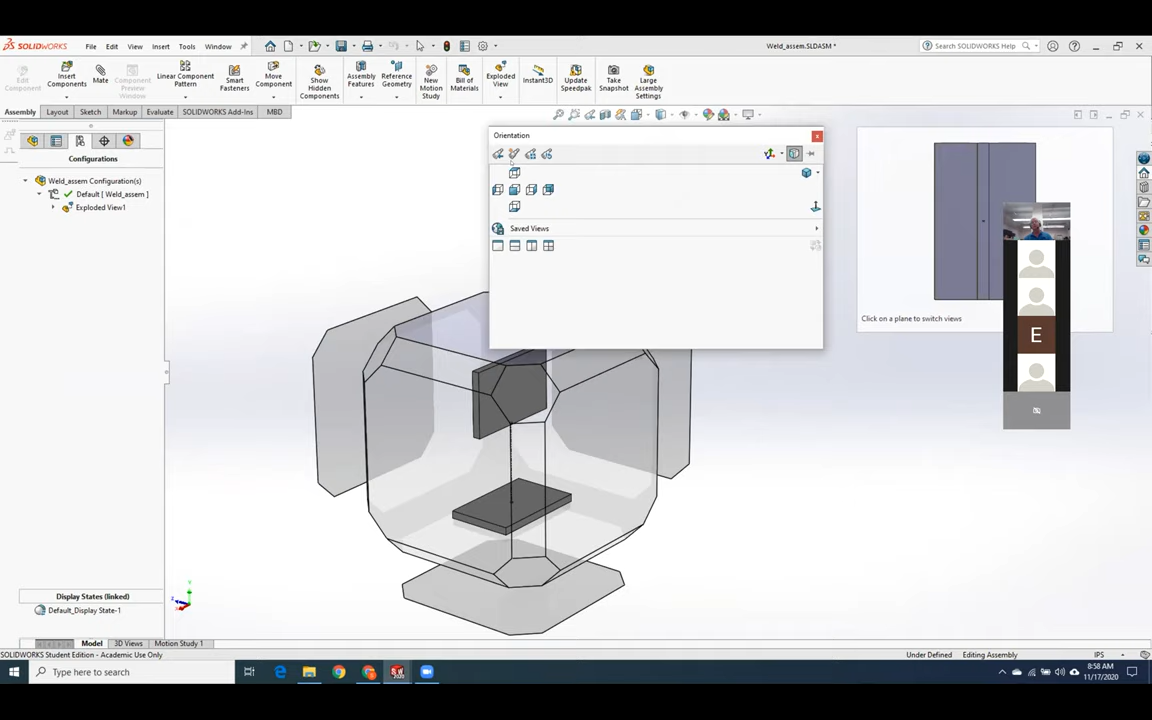 SOLIDWORKS File Edit View Insert Tools Window Weld_assem.SLDASM * Search SOLIDWORKS Help
Edit Component
Insert Components
Mate
Component Preview Window
Linear Component Pattern
Smart Fasteners
Move Component
Show Hidden Components
Assembly Features
Reference Geometry
New Motion Study
Bill of Materials
Exploded View
Instant3D
Update Speedpak
Take Snapshot
Large Assembly Settings
Assembly Layout Sketch Markup Evaluate SOLIDWORKS Add-Ins MBD
Orientation
Configurations
Weld_assem Configuration(s)
Default [ Weld_assem ]
Exploded View1
Saved Views
Click on a plane to switch views
E
Display States (linked)
Default_Display State-1
Model 3D Views Motion Study 1
SOLIDWORKS Student Edition - Academic Use Only Under Defined Editing Assembly IPS
Type here to search
8:58 AM
11/17/2020